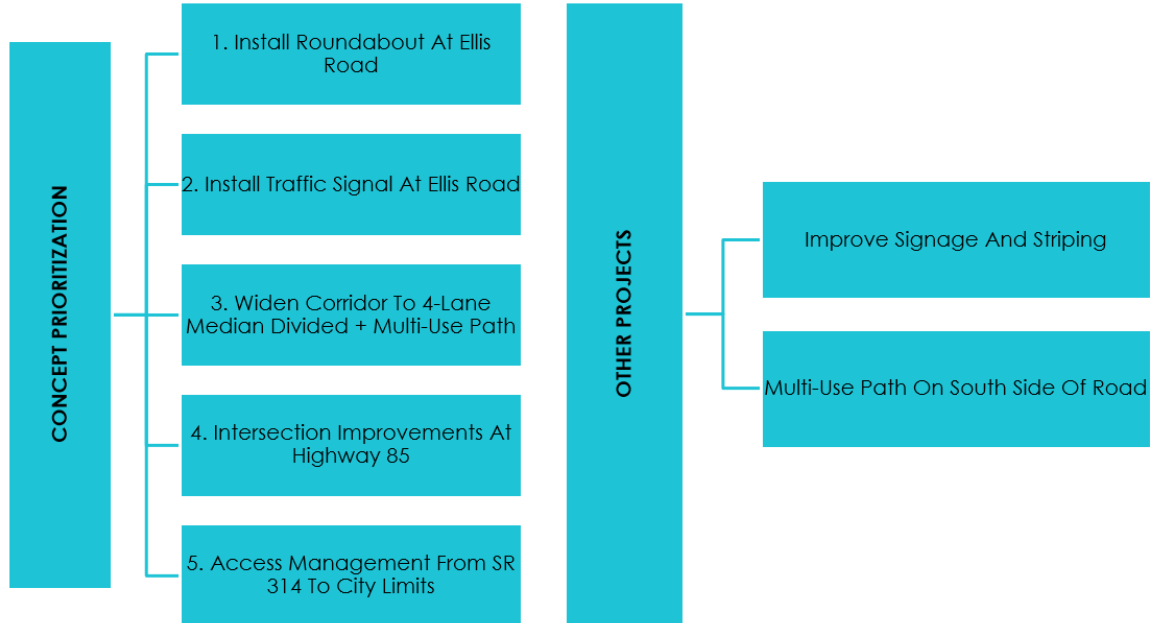 CONCEPT PRIORITIZATION
1. Install Roundabout At Ellis
Road
2. Install Traffic Signal At Ellis Road
3. Widen Corridor To 4-Lane
Median Divided + Multi-Use Path
4. Intersection Improvements At
Highway 85
5. Access Management From SR
314 To City Limits
OTHER PROJECTS
Improve Signage And Striping
Multi-Use Path On South Side Of Road